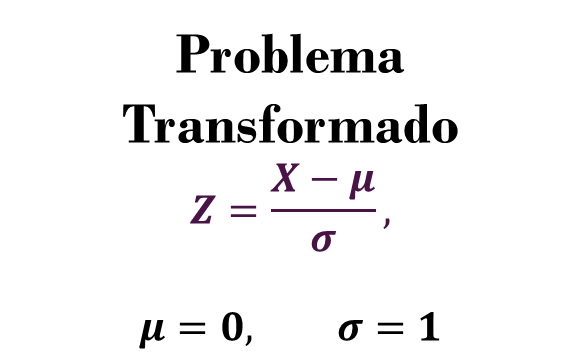 Problema
Transformado
Z = (X − μ) / σ,
μ = 0, σ = 1